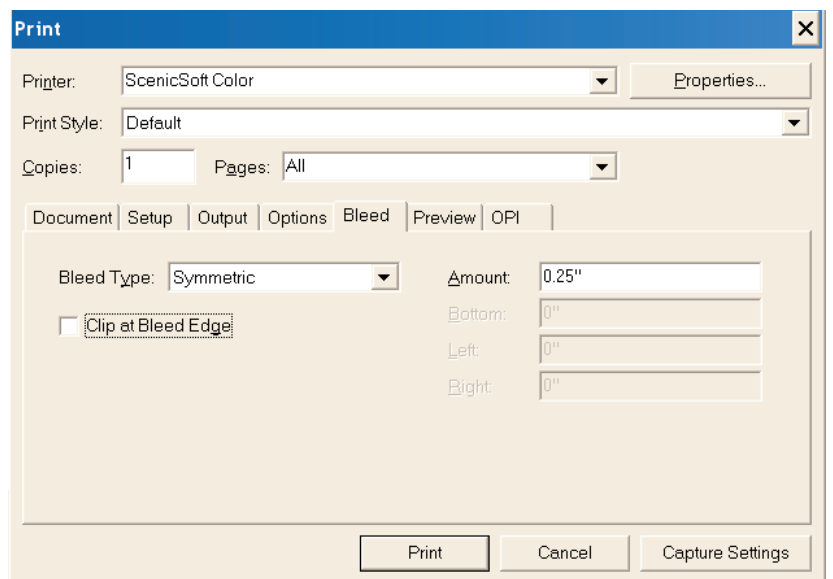 Print
Printer: ScenicSoft Color Properties...
Print Style: Default
Copies: 1 Pages: All
Document Setup Output Options Bleed Preview OPI
Bleed Type: Symmetric Amount: 0.25"
Clip at Bleed Edge Bottom: 0"
Left: 0"
Right: 0"
Print Cancel Capture Settings